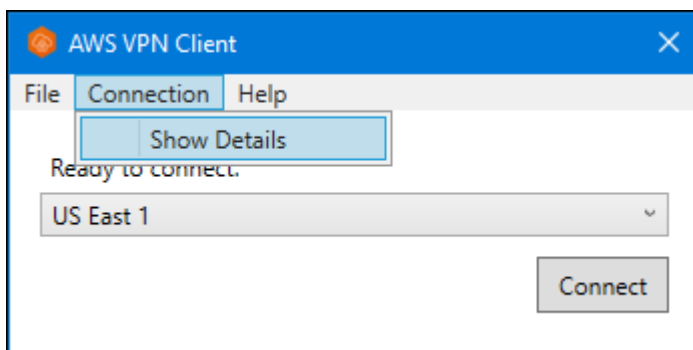 AWS VPN Client
File Connection Help
Show Details
Ready to connect.
US East 1
Connect